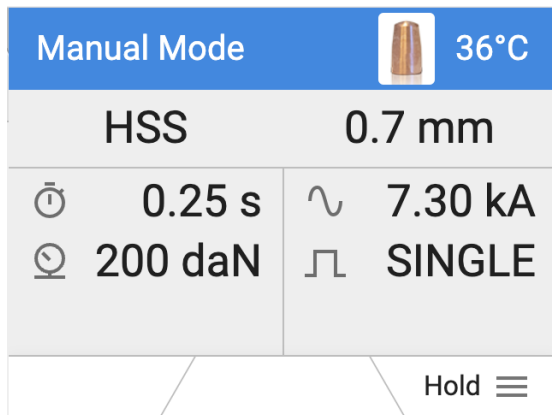 Manual Mode 36°C
HSS 0.7 mm
0.25 s 7.30 kA
200 daN SINGLE
Hold